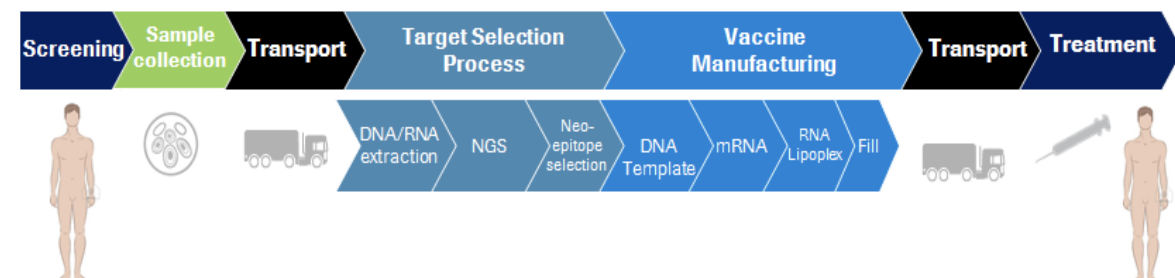 Screening
Sample
collection
Transport
Target Selection
Process
Vaccine
Manufacturing
Transport
Treatment
DNA/RNA
extraction
NGS
Neo-
epitope
selection
DNA
Template
mRNA
RNA
Lipoplex
Fill